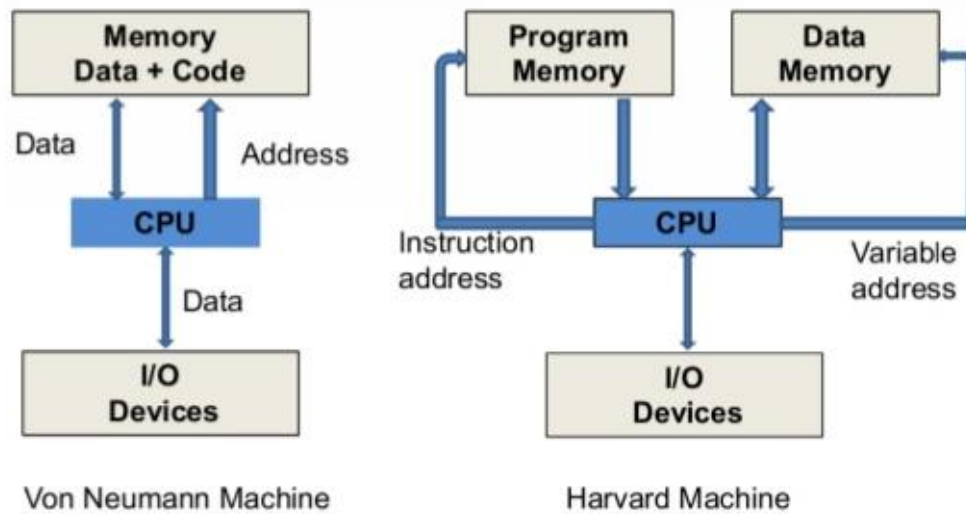 Memory
Data + Code
Data
Address
CPU
Data
I/O
Devices
Von Neumann Machine
Program
Memory
Data
Memory
CPU
Instruction
address
Variable
address
I/O
Devices
Harvard Machine